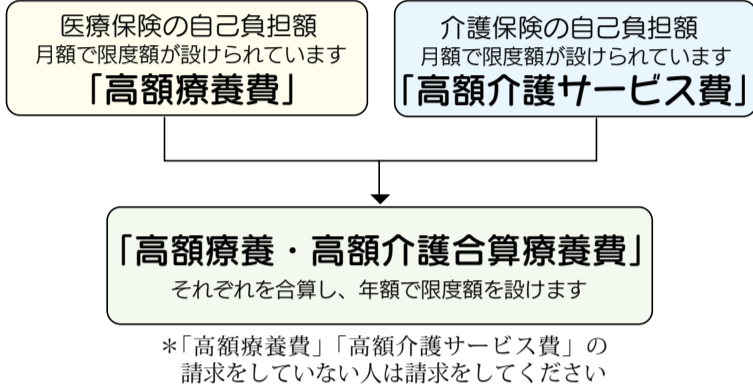 医療保険の自己負担額
月額で限度額が設けられています
「高額療養費」
介護保険の自己負担額
月額で限度額が設けられています
「高額介護サービス費」
「高額療養・高額介護合算療養費」
それぞれを合算し、年額で限度額を設けます
*「高額療養費」「高額介護サービス費」の
請求をしていない人は請求をしてください